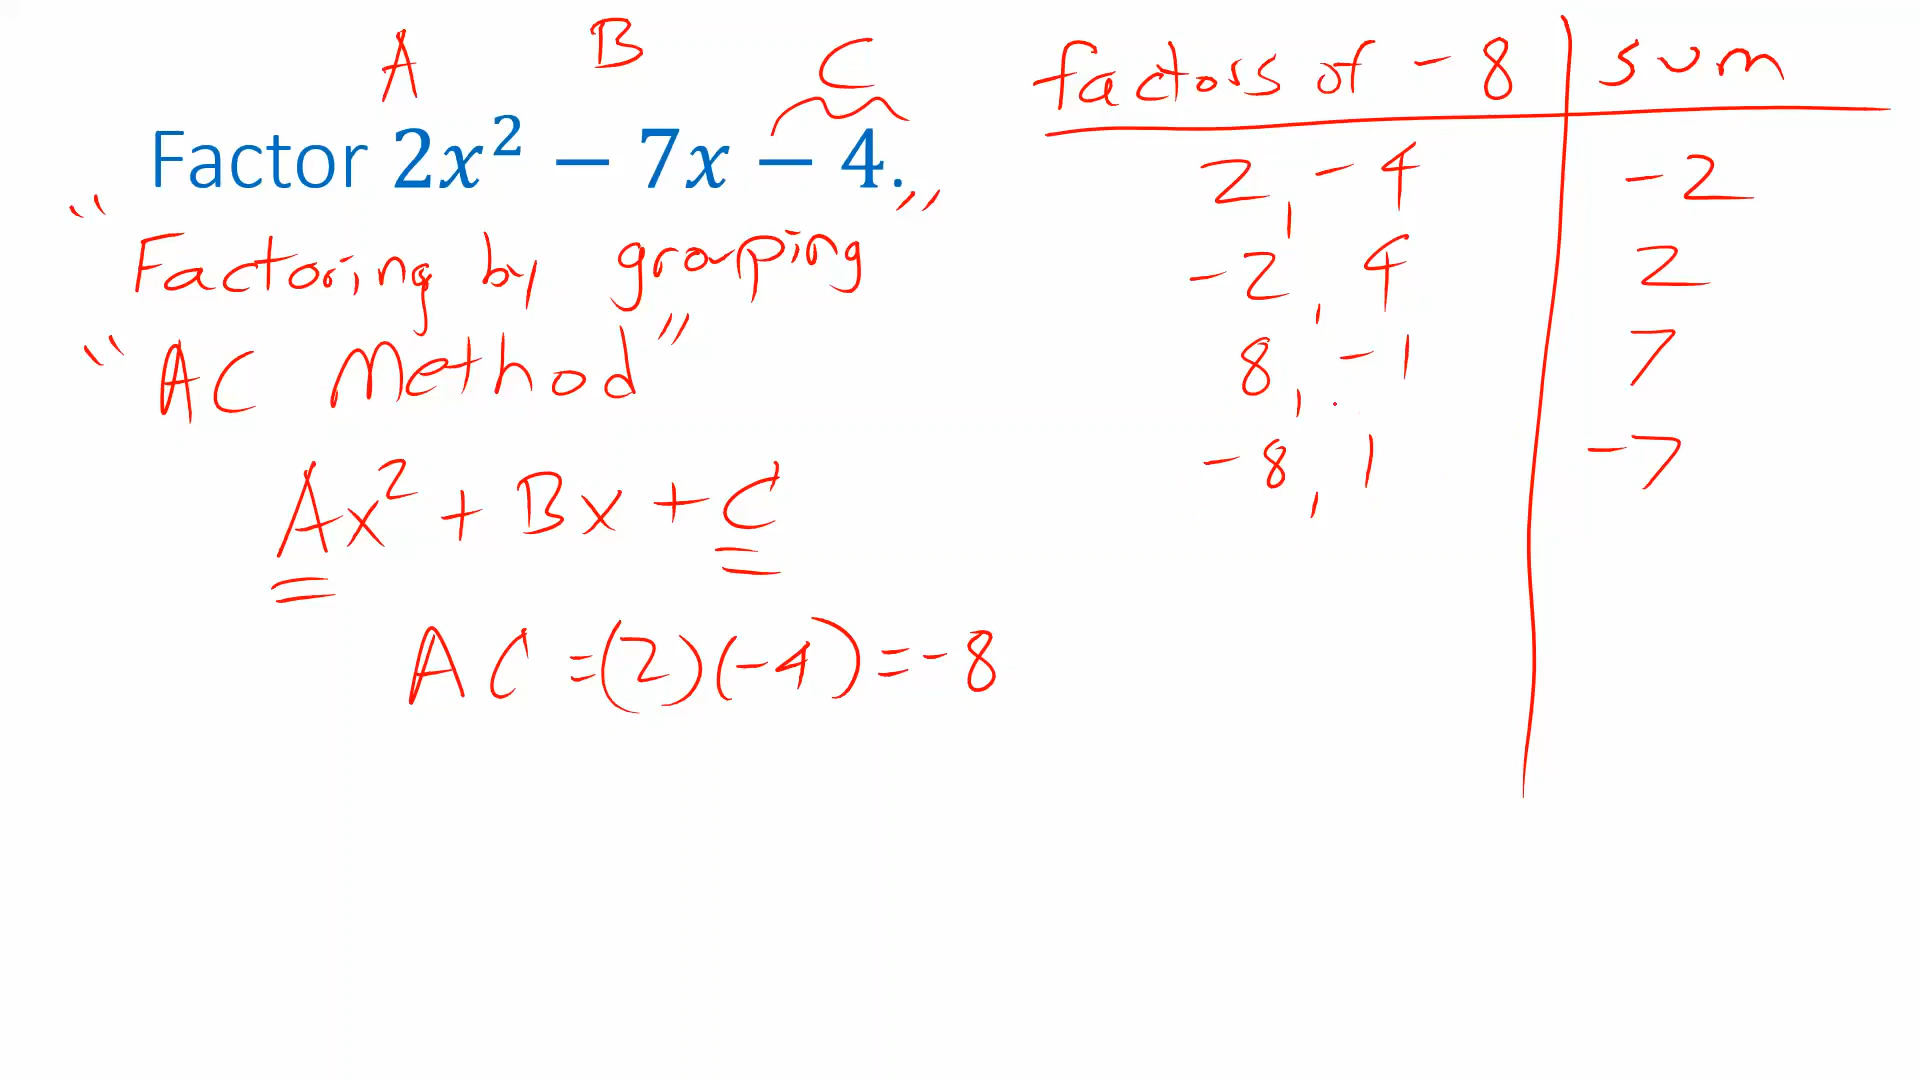 A B C
Factor 2x² − 7x − 4.
"Factoring by grouping"
"AC Method"
Ax² + Bx + C
AC = (2)(-4) = -8
factors of -8 | sum
2, -4 | -2
-2, 4 | 2
8, -1 | 7
-8, 1 | -7